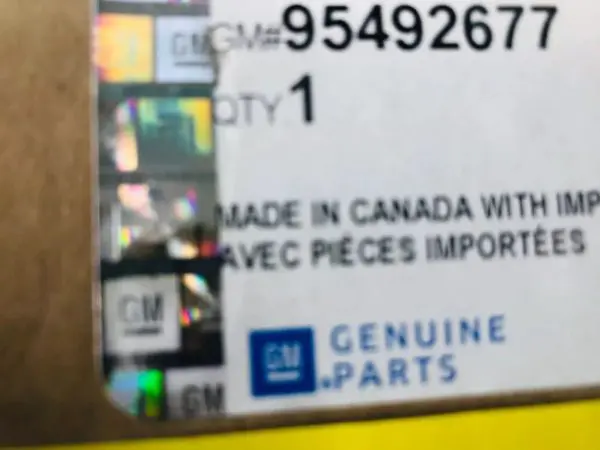 GM# 95492677
QTY 1
MADE IN CANADA WITH IMP
AVEC PIÈCES IMPORTÉES
GM GENUINE
PARTS
GM
GM
GM